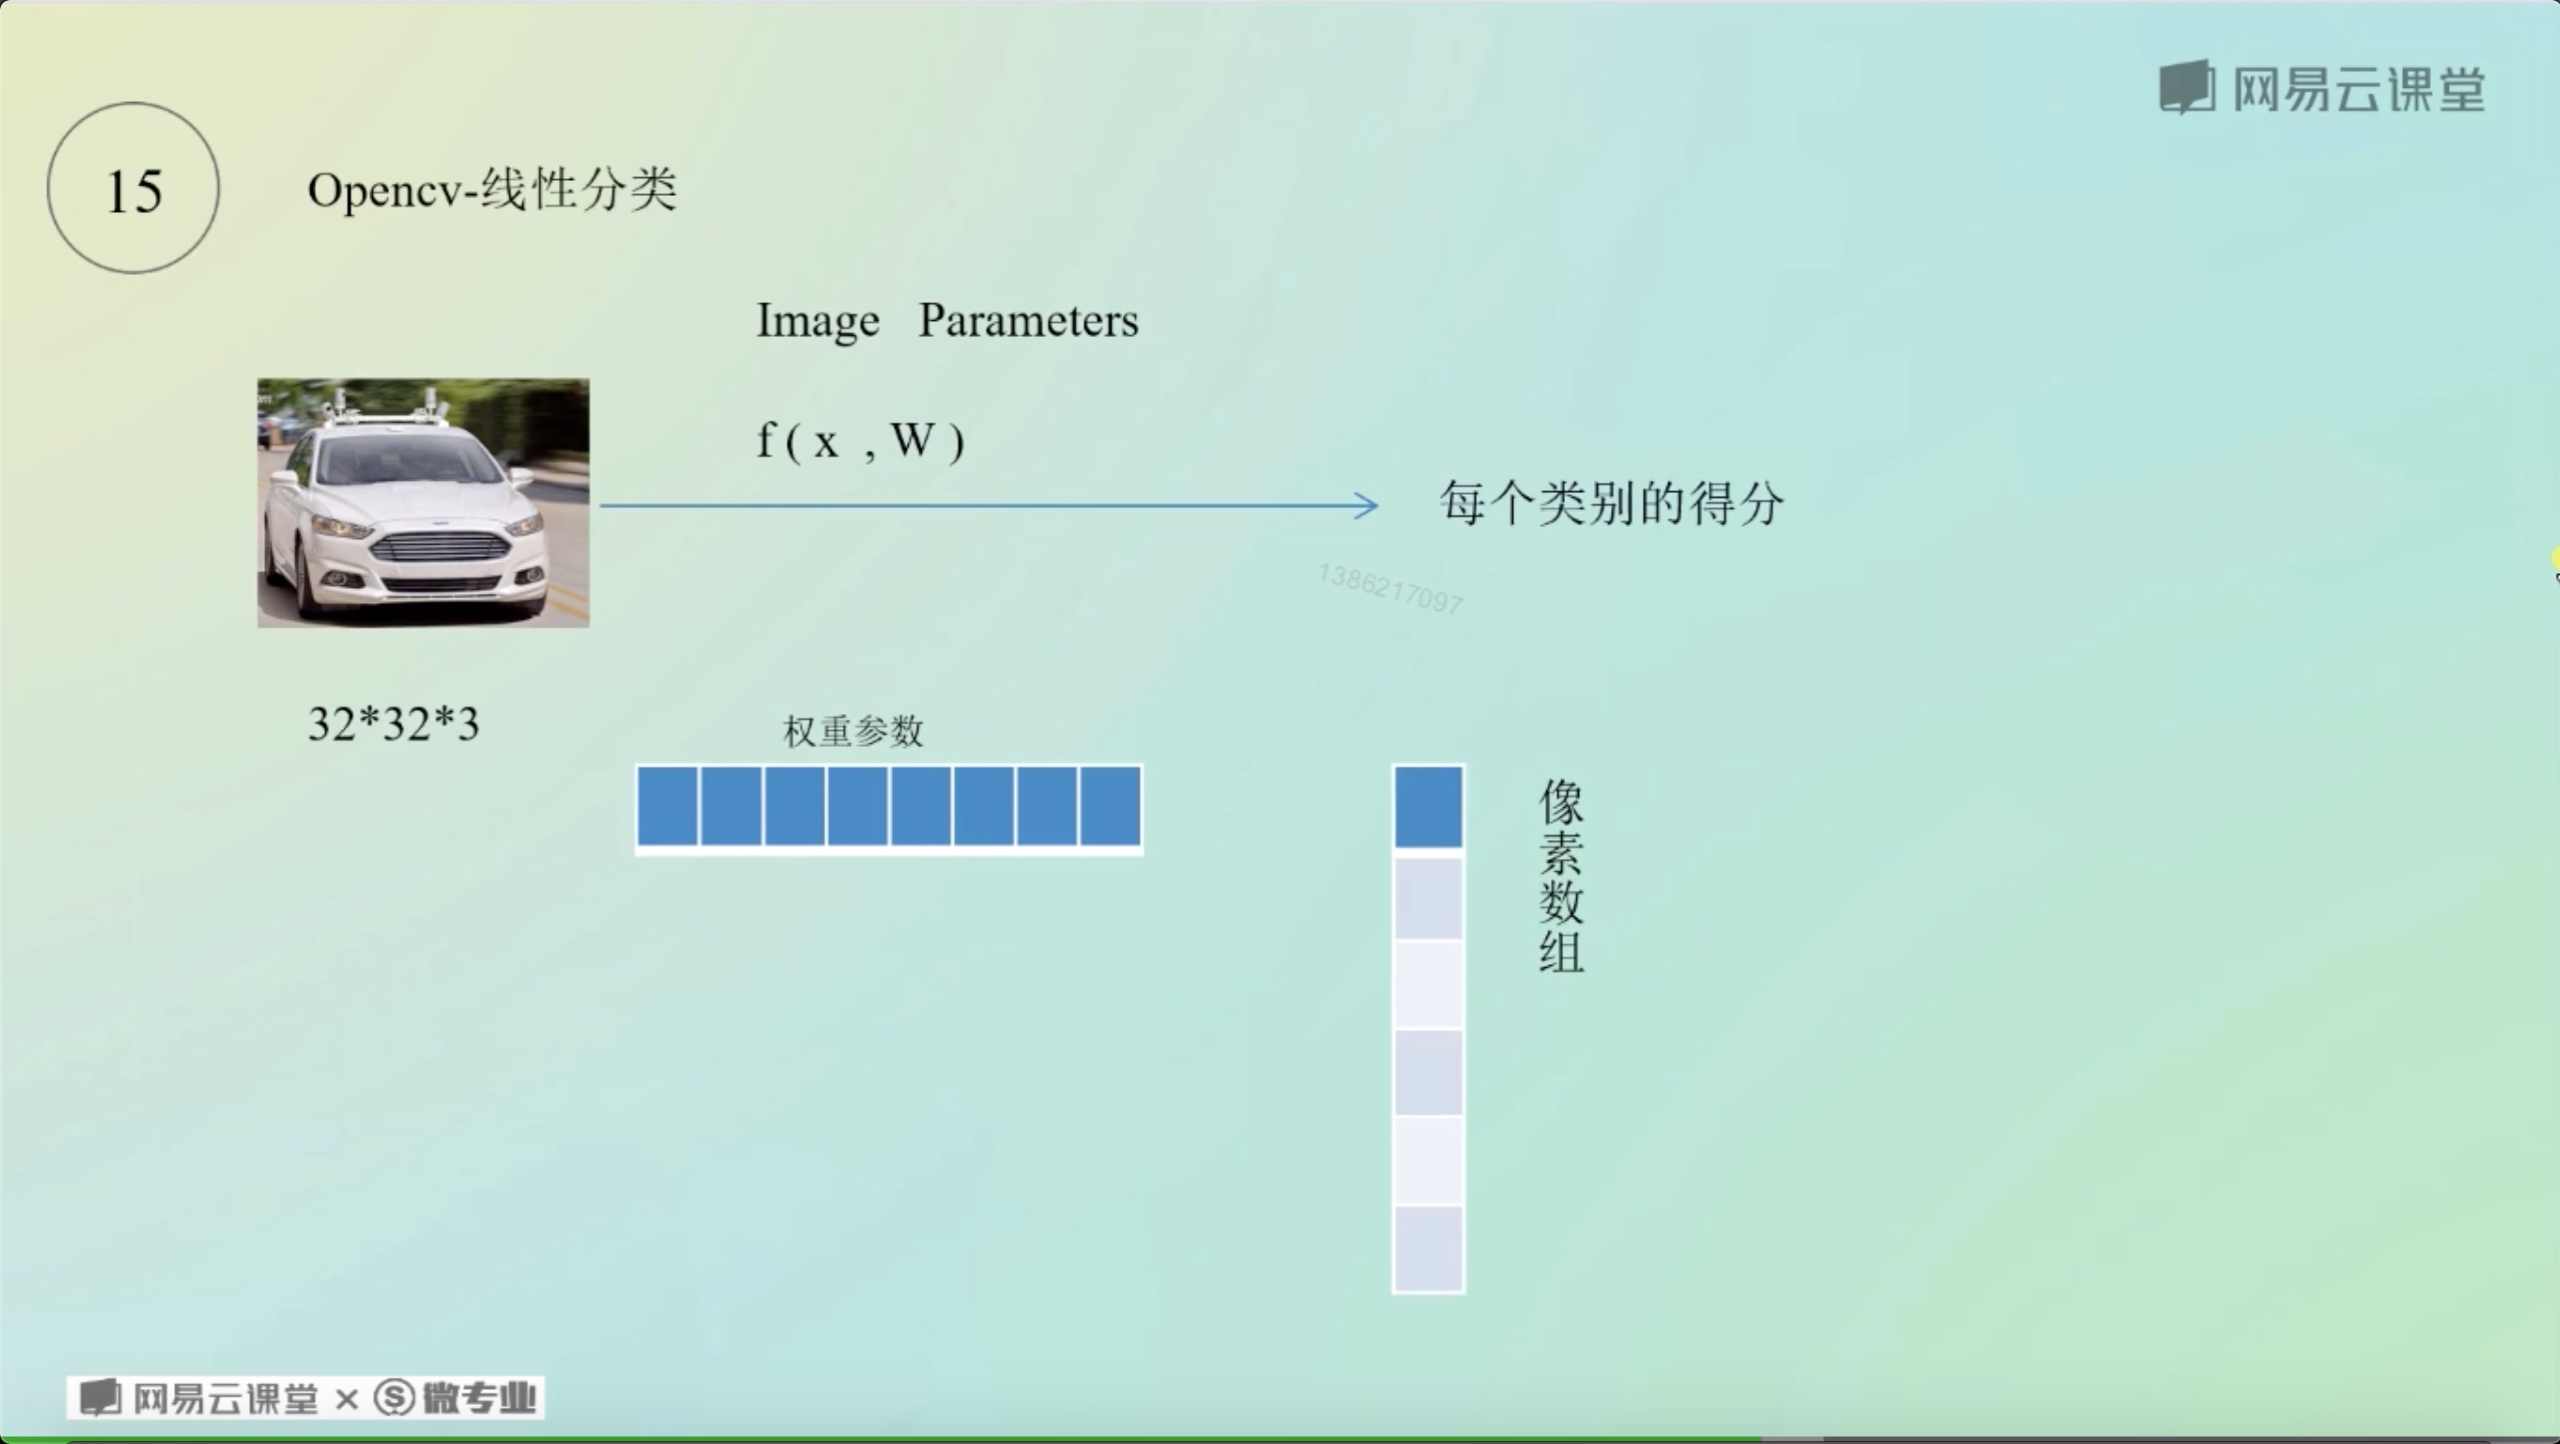 网易云课堂
15
Opencv-线性分类
Image Parameters
f ( x , W )
每个类别的得分
1386217097
32*32*3
权重参数
像素数组
网易云课堂 × S 微专业